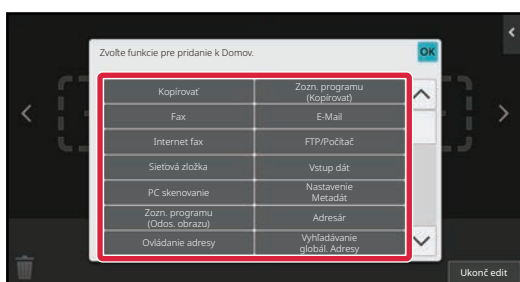 Zvoľte funkcie pre pridanie k Domov.
OK
Kopírovať
Zozn. programu
(Kopírovať)
Fax
E-Mail
Internet fax
FTP/Počítač
Sieťová zložka
Vstup dát
PC skenovanie
Nastavenie
Metadát
Zozn. programu
(Odos. obrazu)
Adresár
Ovládanie adresy
Vyhľadávanie
globál. Adresy
Ukonč edit